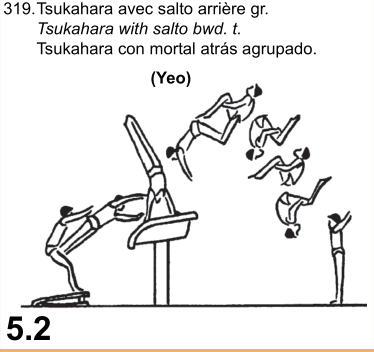 319.Tsukahara avec salto arrière gr.
Tsukahara with salto bwd. t.
Tsukahara con mortal atrás agrupado.
(Yeo)
5.2